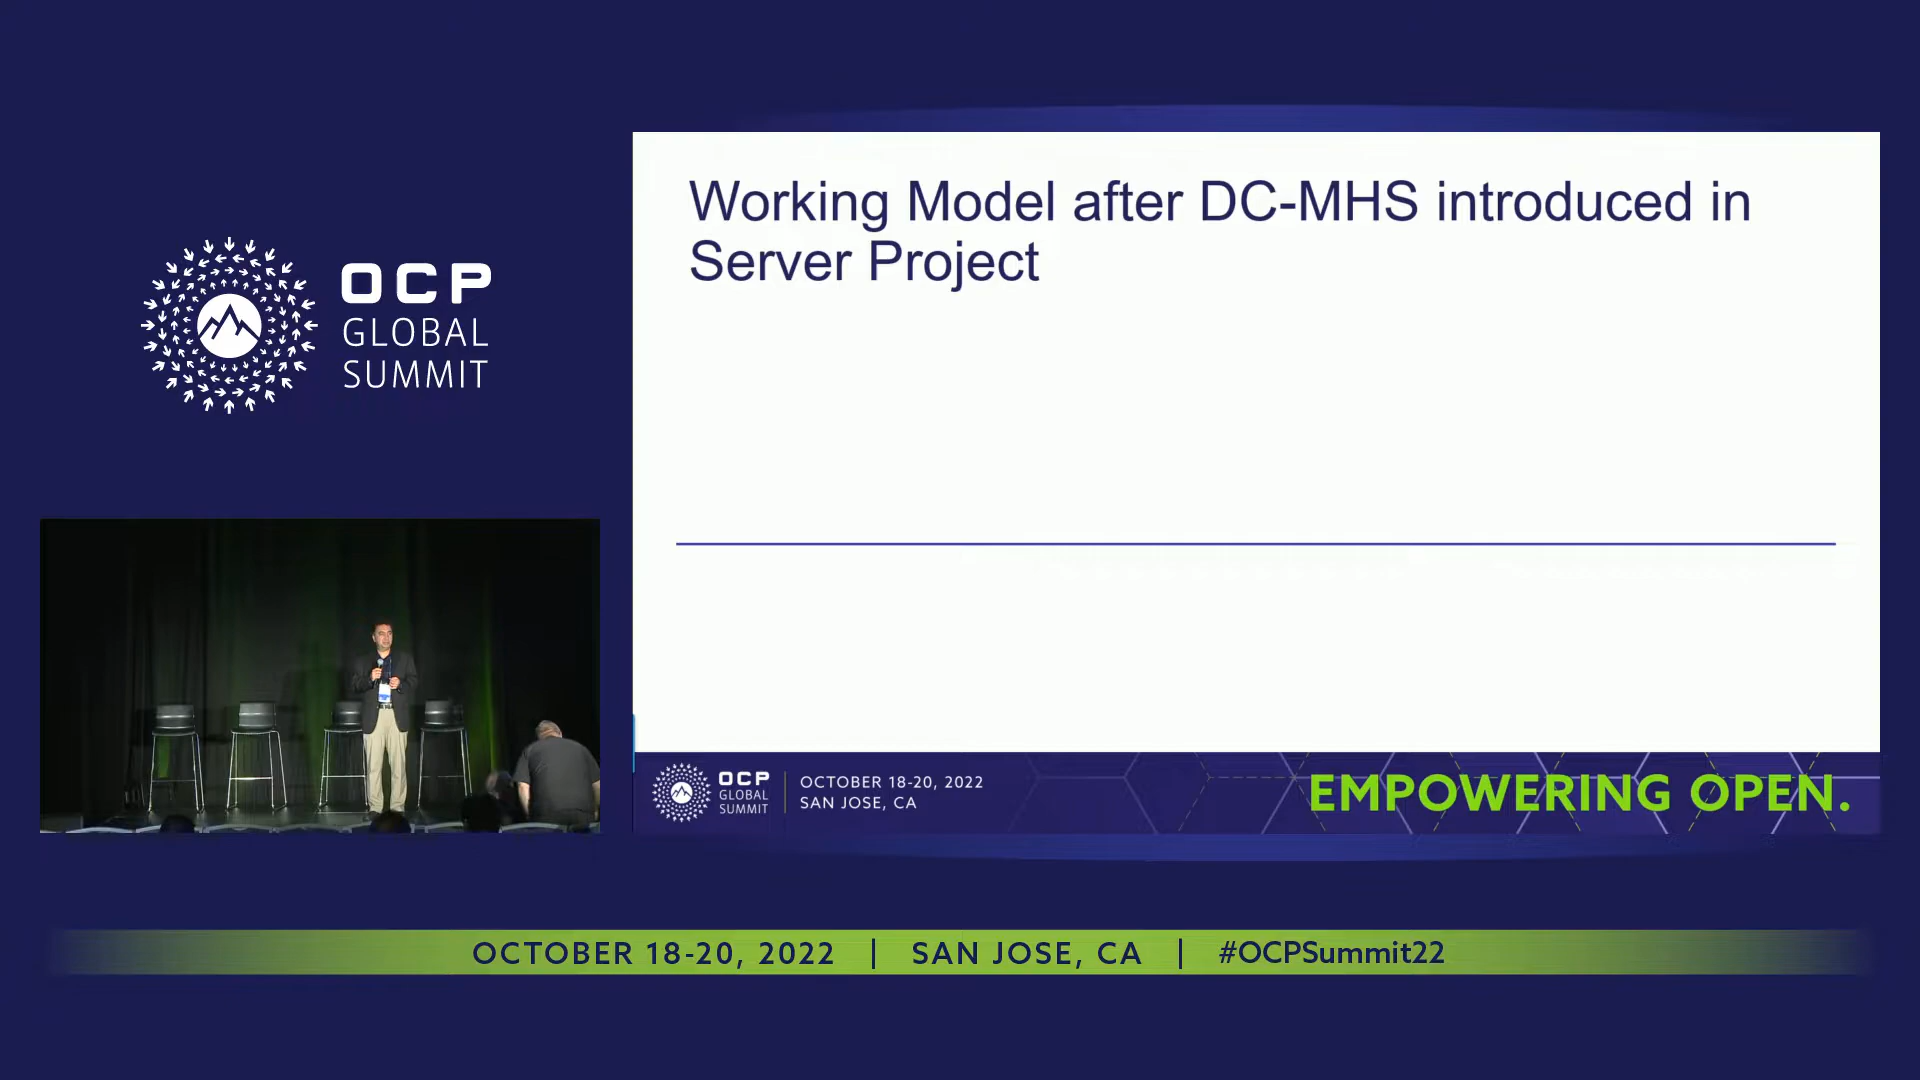 OCP
GLOBAL
SUMMIT
Working Model after DC-MHS introduced in
Server Project
OCP
GLOBAL
SUMMIT
OCTOBER 18-20, 2022
SAN JOSE, CA
EMPOWERING OPEN.
OCTOBER 18-20, 2022 | SAN JOSE, CA | #OCPSummit22